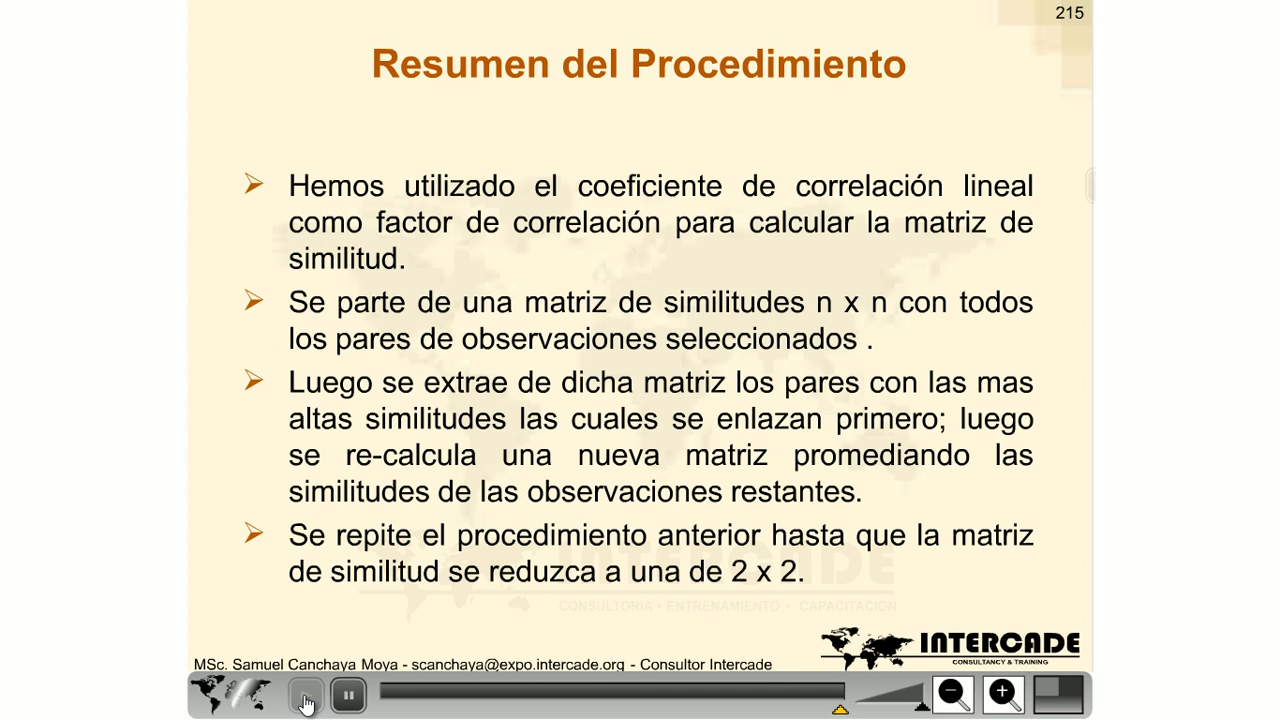 215
Resumen del Procedimiento
Hemos utilizado el coeficiente de correlación lineal
como factor de correlación para calcular la matriz de
similitud.
Se parte de una matriz de similitudes n x n con todos
los pares de observaciones seleccionados .
Luego se extrae de dicha matriz los pares con las mas
altas similitudes las cuales se enlazan primero; luego
se re-calcula una nueva matriz promediando las
similitudes de las observaciones restantes.
Se repite el procedimiento anterior hasta que la matriz
de similitud se reduzca a una de 2 x 2.
INTERCADE
CONSULTORIA • ENTRENAMIENTO • CAPACITACION
INTERCADE
CONSULTANCY & TRAINING
MSc. Samuel Canchaya Moya - scanchaya@expo.intercade.org - Consultor Intercade